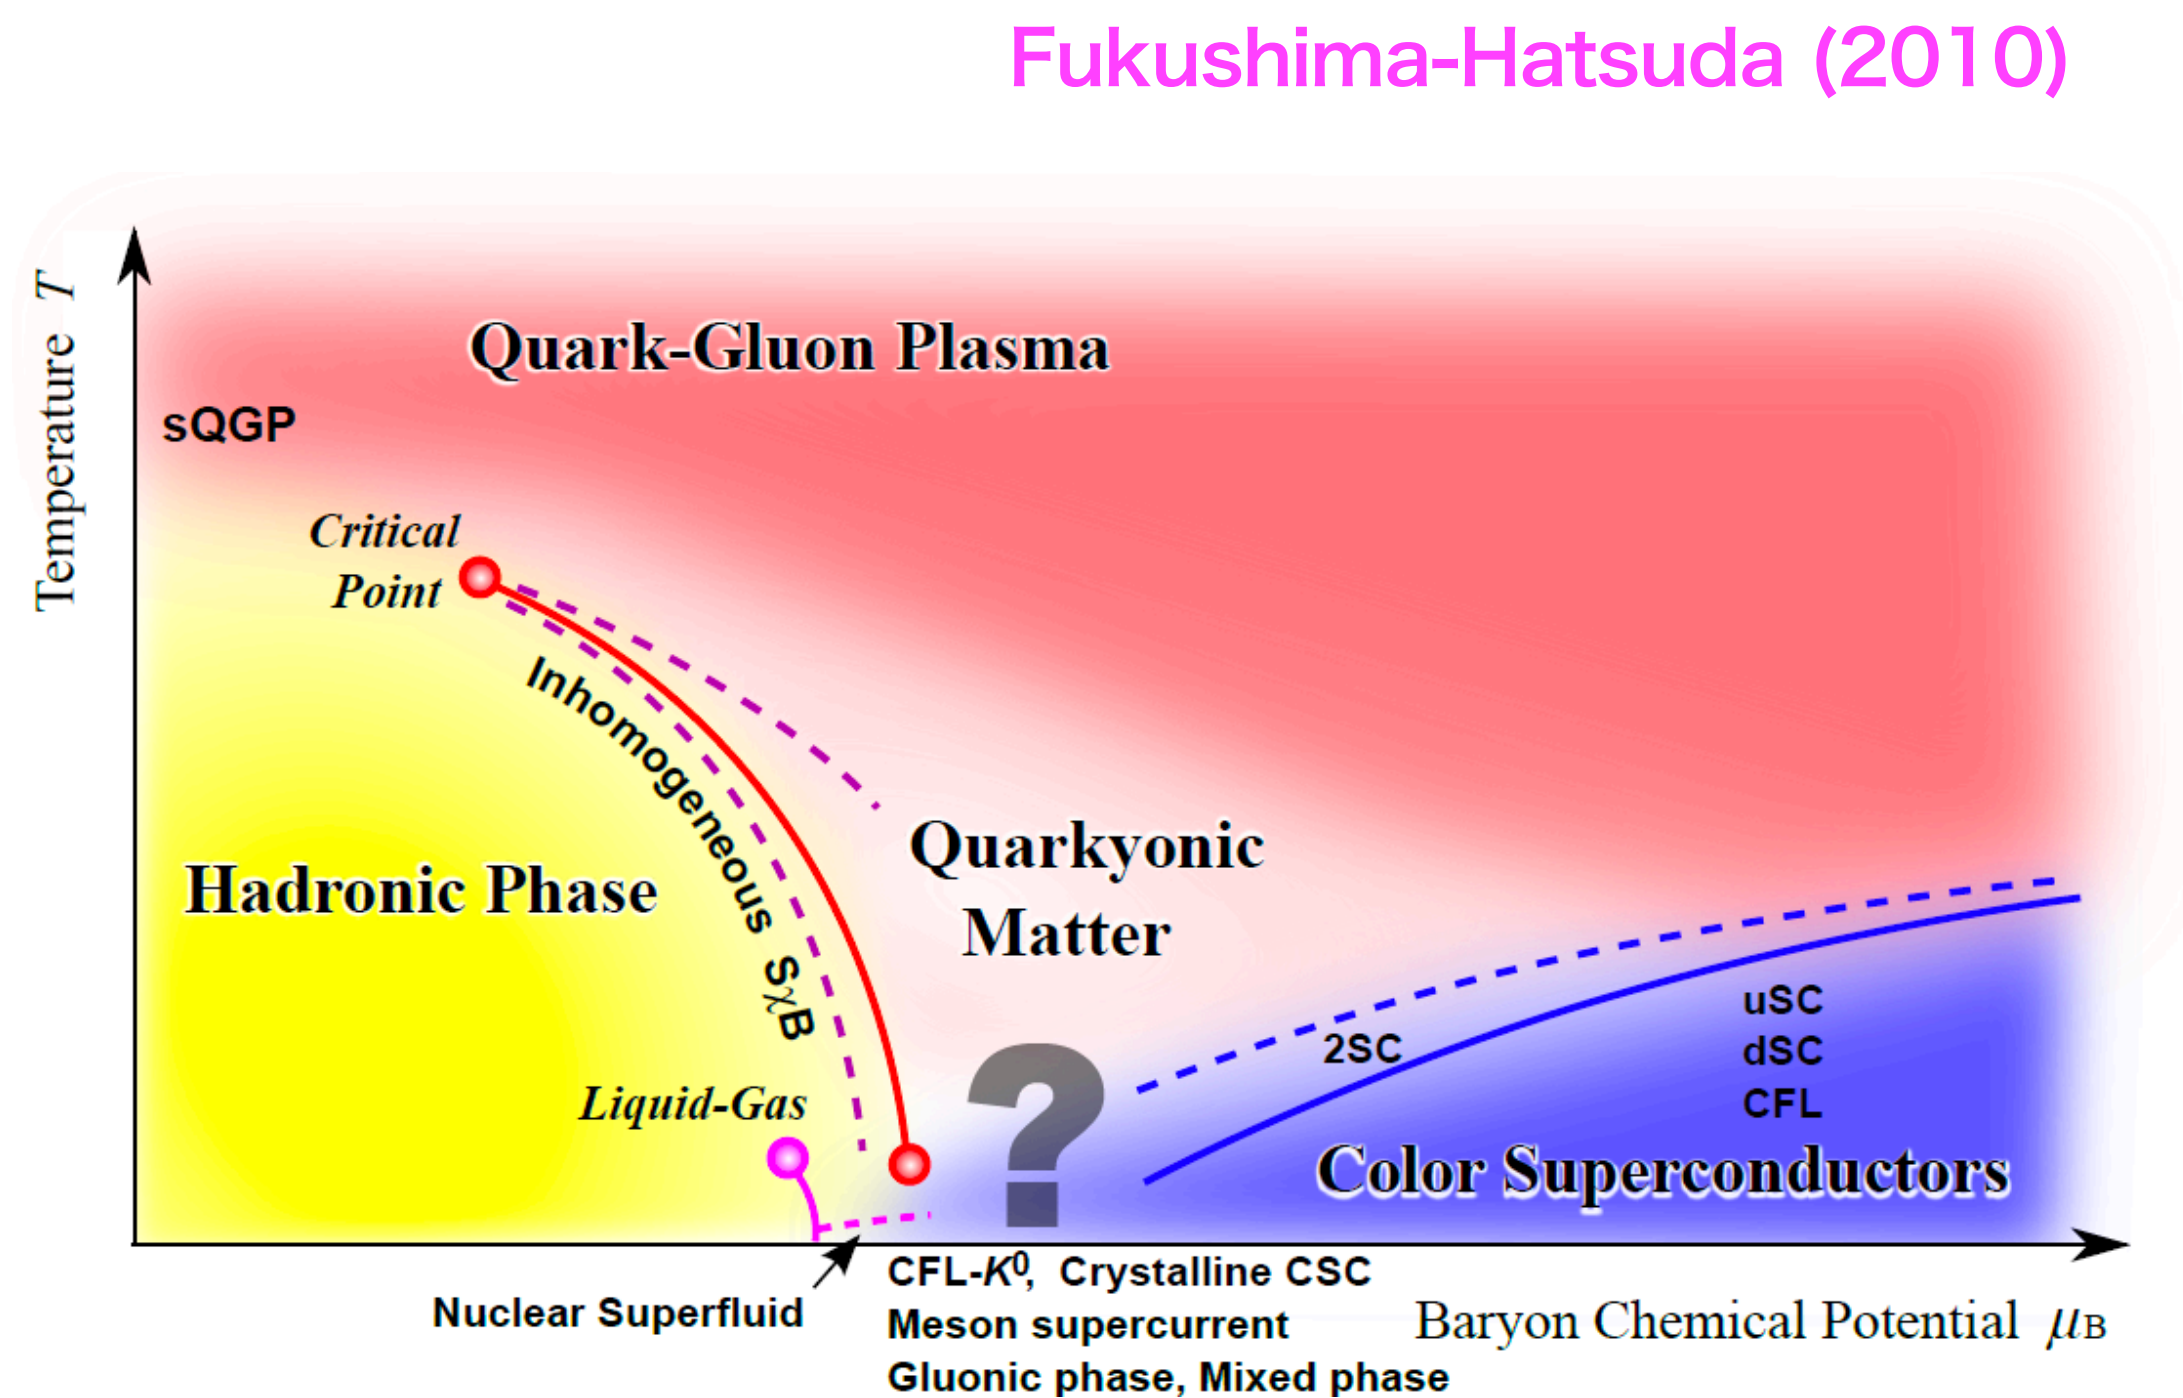 Fukushima-Hatsuda (2010)
Temperature T
Quark-Gluon Plasma
sQGP
Critical
Point
Inhomogeneous SχB
Hadronic Phase
Quarkyonic
Matter
Liquid-Gas
?
2SC
uSC
dSC
CFL
Color Superconductors
Nuclear Superfluid
CFL-K⁰, Crystalline CSC
Meson supercurrent
Gluonic phase, Mixed phase
Baryon Chemical Potential μB